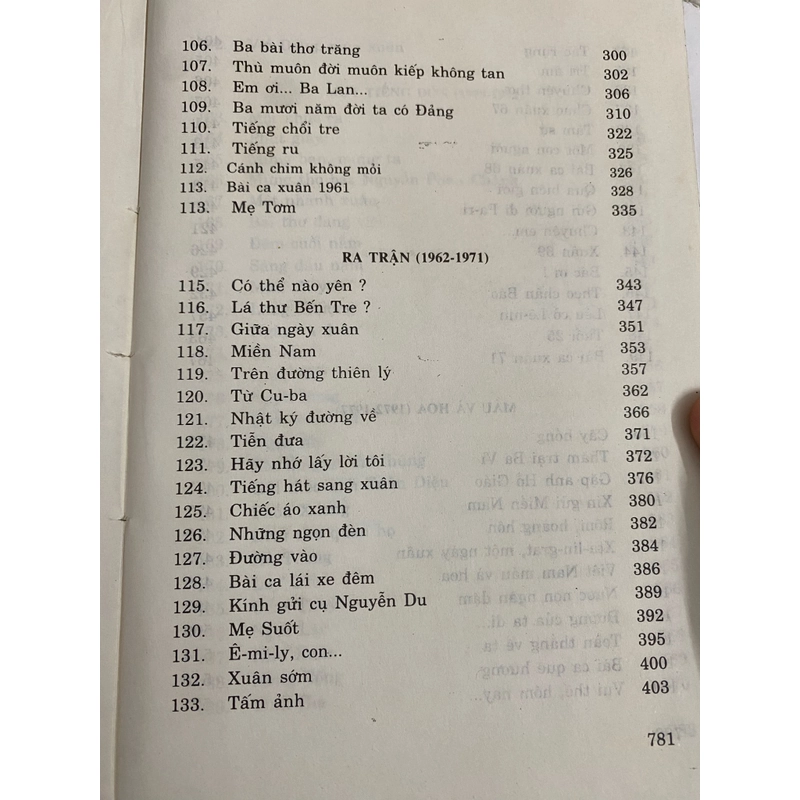 106. Ba bài thơ trăng 300
107. Thù muôn đời muôn kiếp không tan 302
108. Em ơi... Ba Lan... 306
109. Ba mươi năm đời ta có Đảng 310
110. Tiếng chổi tre 322
111. Tiếng ru 325
112. Cánh chim không mỏi 326
113. Bài ca xuân 1961 328
113. Mẹ Tơm 335
RA TRẬN (1962-1971)
115. Có thể nào yên ? 343
116. Lá thư Bến Tre ? 347
117. Giữa ngày xuân 351
118. Miền Nam 353
119. Trên đường thiên lý 357
120. Từ Cu-ba 362
121. Nhật ký đường về 366
122. Tiễn đưa 371
123. Hãy nhớ lấy lời tôi 372
124. Tiếng hát sang xuân 376
125. Chiếc áo xanh 380
126. Những ngọn đèn 382
127. Đường vào 384
128. Bài ca lái xe đêm 386
129. Kính gửi cụ Nguyễn Du 389
130. Mẹ Suốt 392
131. Ê-mi-ly, con... 395
132. Xuân sớm 400
133. Tấm ảnh 403
781